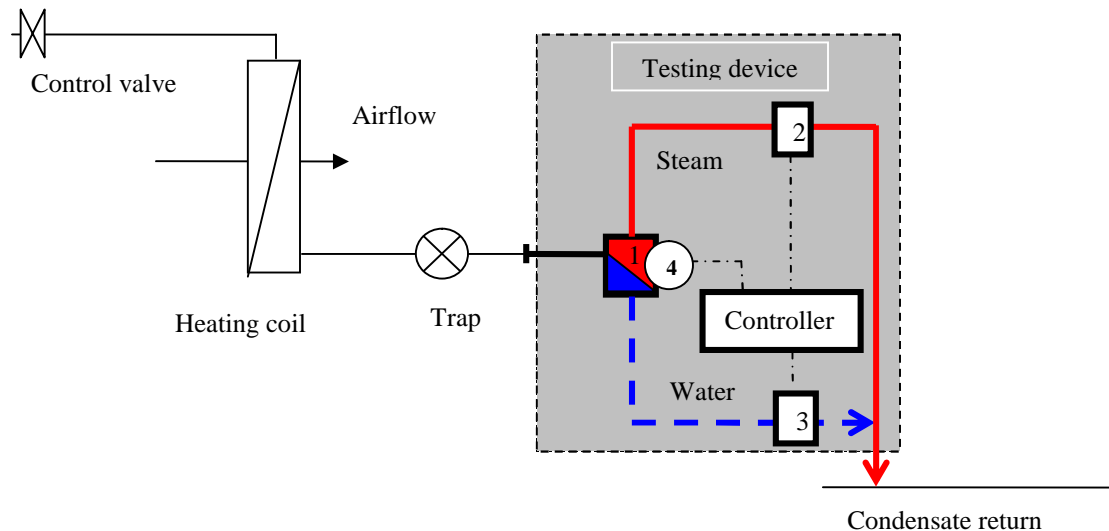 Control valve
Airflow
Heating coil
Trap
Testing device
Steam
1
2
4
Controller
Water
3
Condensate return